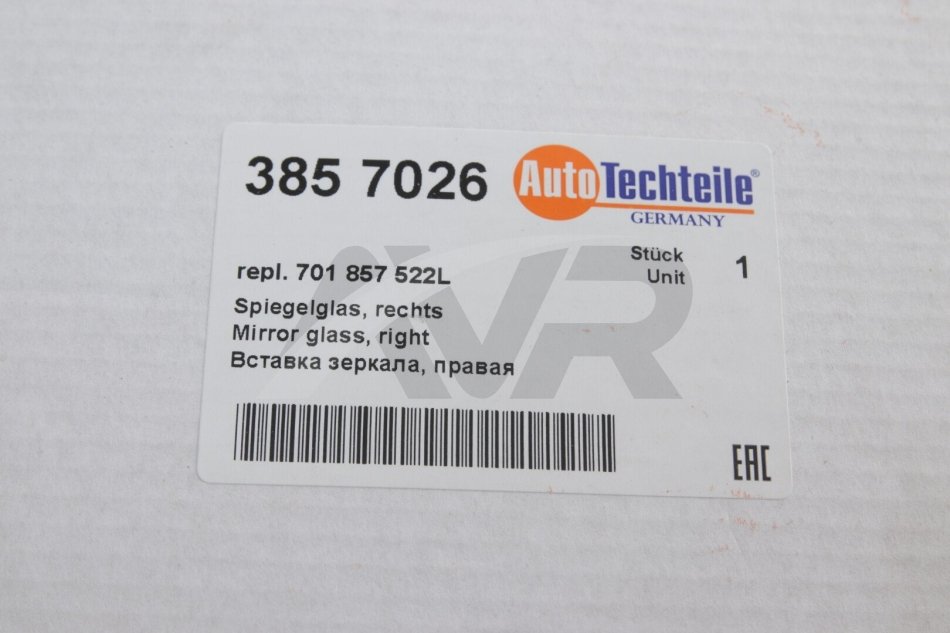 385 7026
AutoTechteile®
GERMANY
repl. 701 857 522L
Stück
Unit
1
Spiegelglas, rechts
Mirror glass, right
Вставка зеркала, правая
AVR
EAC